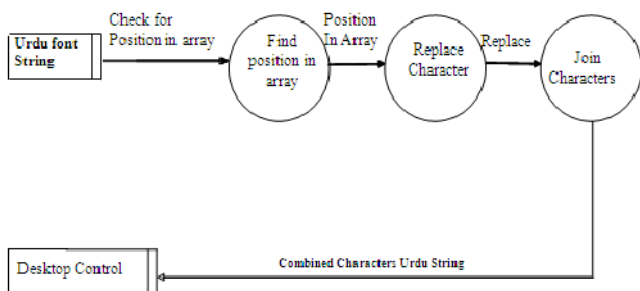 Urdu font
String
Check for
Position in. array
Find
position in
array
Position
In Array
Replace
Character
Replace
Join
Characters
Desktop Control
Combined Characters Urdu String